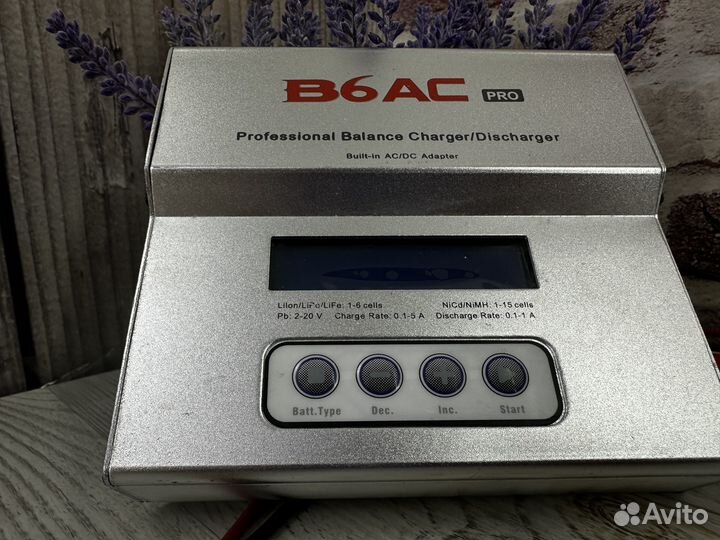 B6AC PRO
Professional Balance Charger/Discharger
Built-in AC/DC Adapter
LiIon/LiPo/LiFe: 1-6 cells NiCd/NiMH: 1-15 cells
Pb: 2-20 V Charge Rate: 0.1-5 A Discharge Rate: 0.1-1 A
Batt.Type Dec. Inc. Start
Avito